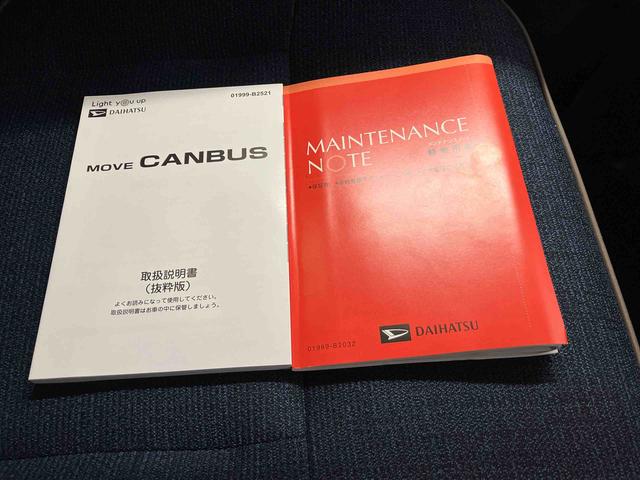 Light you up
DAIHATSU
01999-B2521
MOVE CANBUS
取扱説明書
（抜粋版）
よくお読みになって使用してください。
取扱説明書はお車の中に保管しましょう。
MAINTENANCE
NOTE
01999-B2032
DAIHATSU